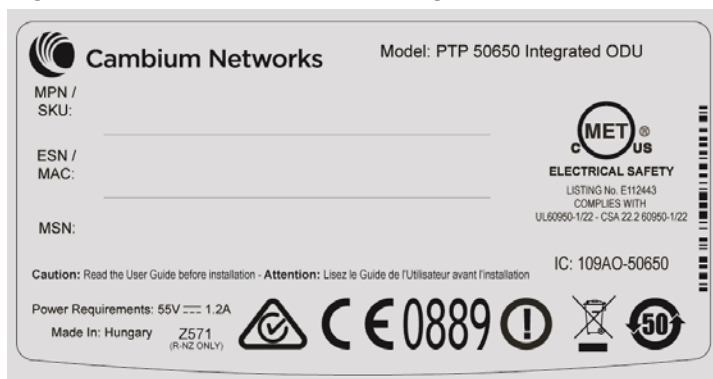 Cambium Networks
Model: PTP 50650 Integrated ODU
MPN /
SKU:
ESN /
MAC:
MSN:
C MET ® US
ELECTRICAL SAFETY
LISTING No. E112443
COMPLIES WITH
UL60950-1/22 - CSA 22.2 60950-1/22
IC: 109AO-50650
Caution: Read the User Guide before installation - Attention: Lisez le Guide de l'Utilisateur avant l'installation
Power Requirements: 55V 1.2A
Made In: Hungary Z571
(R-NZ ONLY)
CE0889 !
50